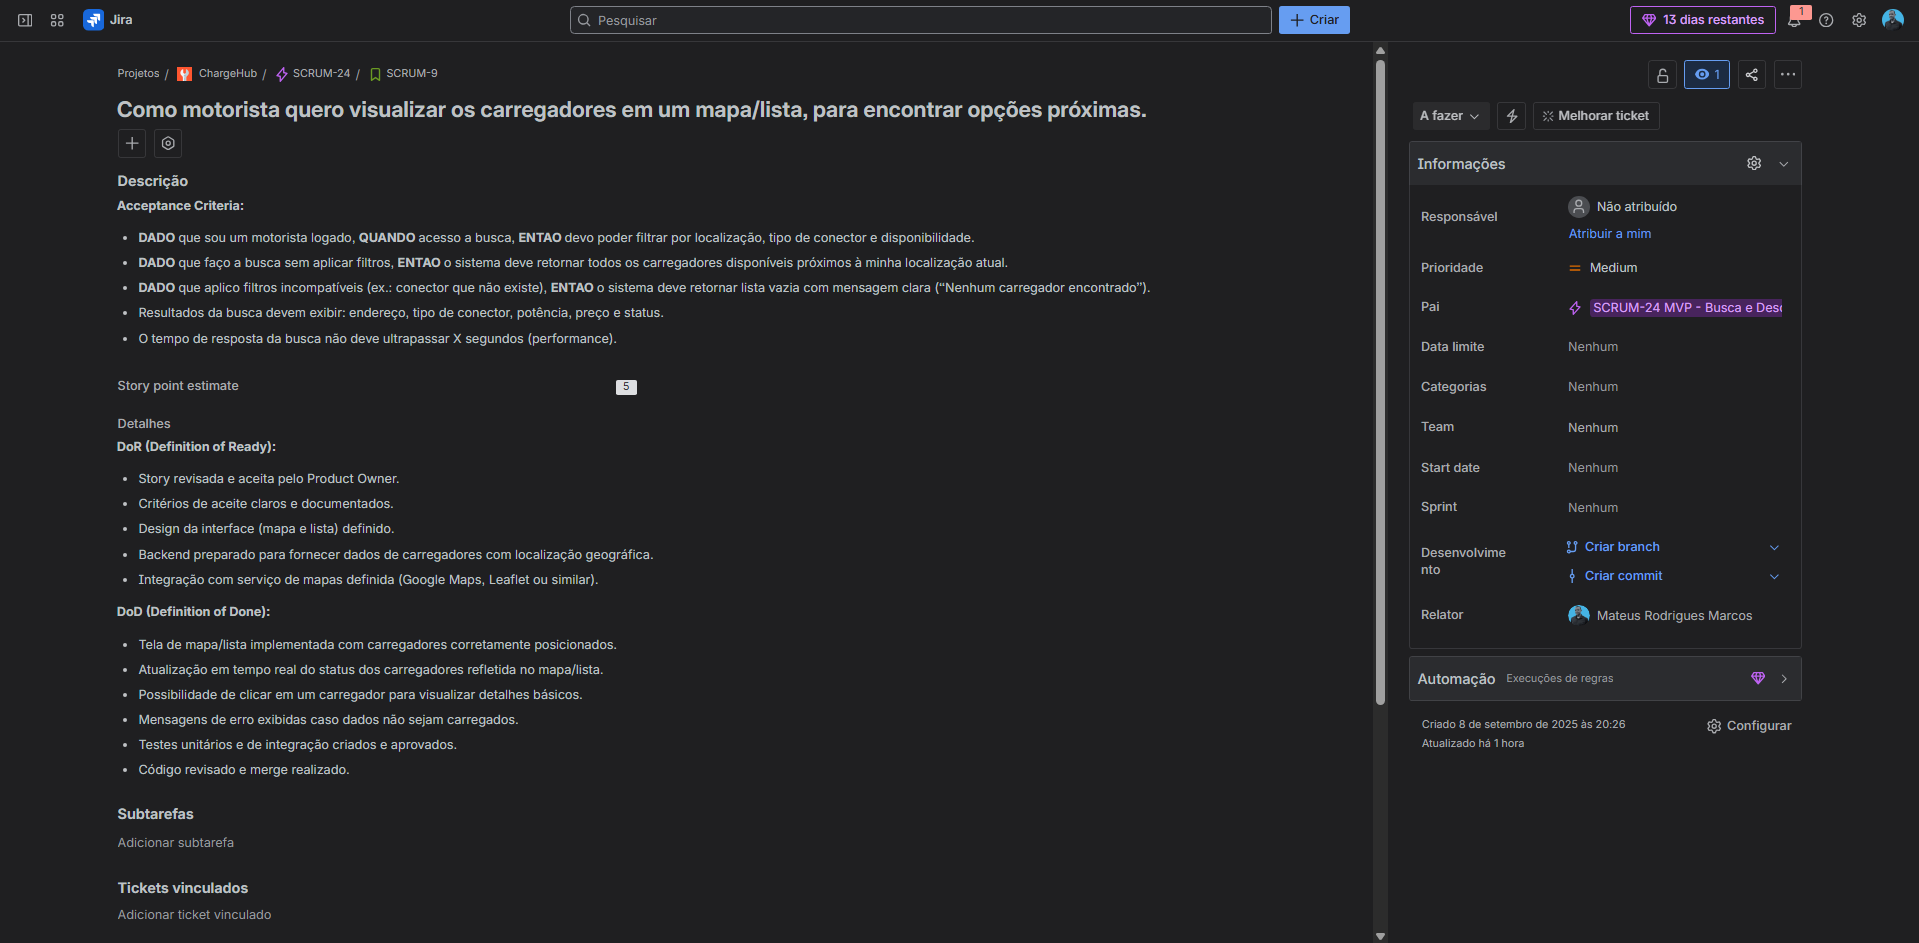 Jira
Pesquisar
Criar
13 dias restantes
1
Projetos / ChargeHub / SCRUM-24 / SCRUM-9
Como motorista quero visualizar os carregadores em um mapa/lista, para encontrar opções próximas.
Descrição
Acceptance Criteria:
• DADO que sou um motorista logado, QUANDO acesso a busca, ENTAO devo poder filtrar por localização, tipo de conector e disponibilidade.
• DADO que faço a busca sem aplicar filtros, ENTAO o sistema deve retornar todos os carregadores disponíveis próximos à minha localização atual.
• DADO que aplico filtros incompatíveis (ex.: conector que não existe), ENTAO o sistema deve retornar lista vazia com mensagem clara (“Nenhum carregador encontrado”).
• Resultados da busca devem exibir: endereço, tipo de conector, potência, preço e status.
• O tempo de resposta da busca não deve ultrapassar X segundos (performance).
Story point estimate 5
Detalhes
DoR (Definition of Ready):
• Story revisada e aceita pelo Product Owner.
• Critérios de aceite claros e documentados.
• Design da interface (mapa e lista) definido.
• Backend preparado para fornecer dados de carregadores com localização geográfica.
• Integração com serviço de mapas definida (Google Maps, Leaflet ou similar).
DoD (Definition of Done):
• Tela de mapa/lista implementada com carregadores corretamente posicionados.
• Atualização em tempo real do status dos carregadores refletida no mapa/lista.
• Possibilidade de clicar em um carregador para visualizar detalhes básicos.
• Mensagens de erro exibidas caso dados não sejam carregados.
• Testes unitários e de integração criados e aprovados.
• Código revisado e merge realizado.
Subtarefas
Adicionar subtarefa
Tickets vinculados
Adicionar ticket vinculado
1
A fazer
Melhorar ticket
Informações
Responsável Não atribuído
Atribuir a mim
Prioridade Medium
Pai SCRUM-24 MVP - Busca e Desc
Data limite Nenhum
Categorias Nenhum
Team Nenhum
Start date Nenhum
Sprint Nenhum
Desenvolvime
nto
Criar branch
Criar commit
Relator Mateus Rodrigues Marcos
Automação Execuções de regras
Criado 8 de setembro de 2025 às 20:26
Atualizado há 1 hora
Configurar